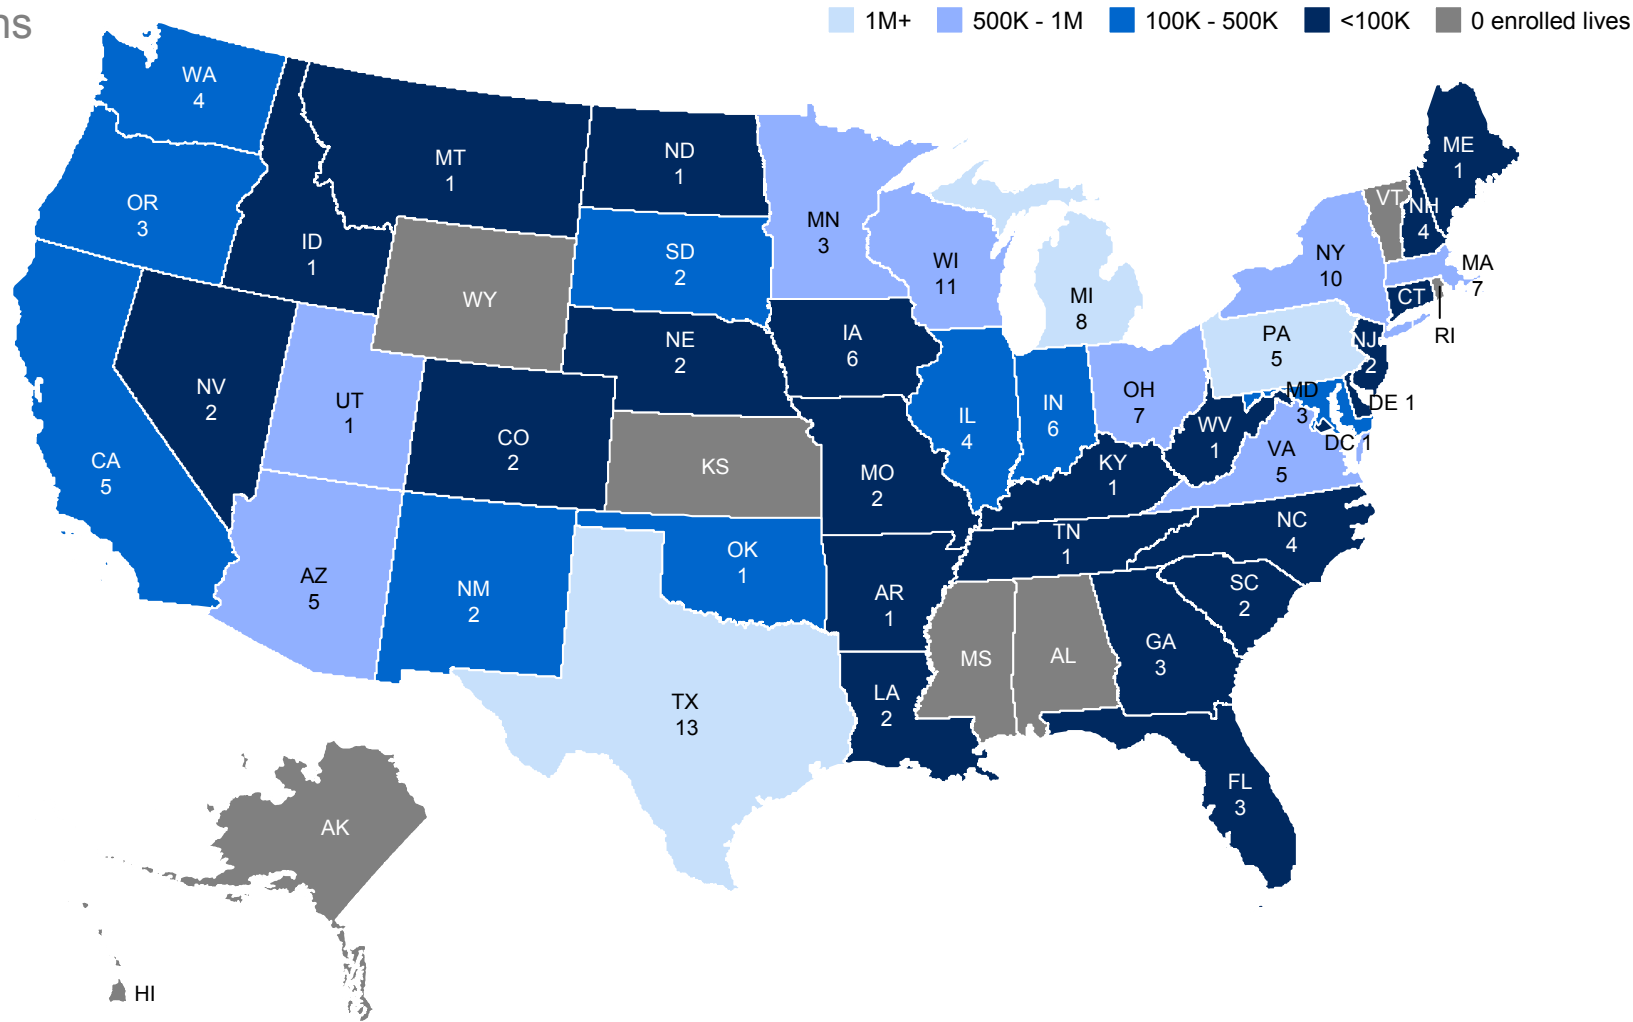 ns
1M+
500K - 1M
100K - 500K
<100K
0 enrolled lives
WA
4
OR
3
CA
5
NV
2
ID
1
MT
1
WY
UT
1
AZ
5
CO
2
NM
2
ND
1
SD
2
NE
2
KS
OK
1
TX
13
MN
3
IA
6
MO
2
AR
1
LA
2
WI
11
IL
4
MI
8
IN
6
OH
7
KY
1
TN
1
MS
AL
GA
3
FL
3
SC
2
NC
4
VA
5
WV
1
MD
3
DC 1
DE 1
PA
5
NJ
2
NY
10
CT
RI
MA
7
VT
NH
4
ME
1
AK
HI